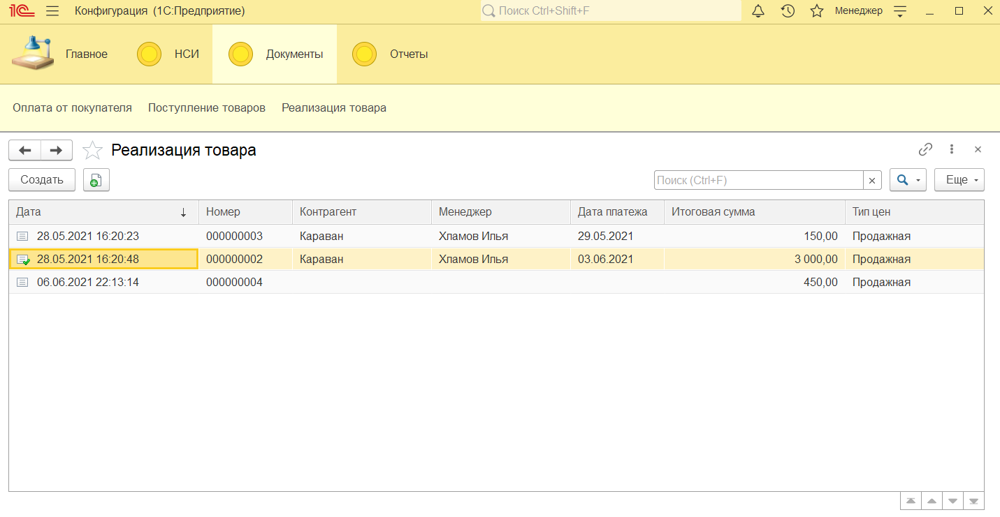 1С Конфигурация (1С:Предприятие) Поиск Ctrl+Shift+F Менеджер
Главное НСИ Документы Отчеты
Оплата от покупателя Поступление товаров Реализация товара
Реализация товара
Создать Поиск (Ctrl+F) Еще
Дата Номер Контрагент Менеджер Дата платежа Итоговая сумма Тип цен
28.05.2021 16:20:23 000000003 Караван Хламов Илья 29.05.2021 150,00 Продажная
28.05.2021 16:20:48 000000002 Караван Хламов Илья 03.06.2021 3 000,00 Продажная
06.06.2021 22:13:14 000000004 450,00 Продажная